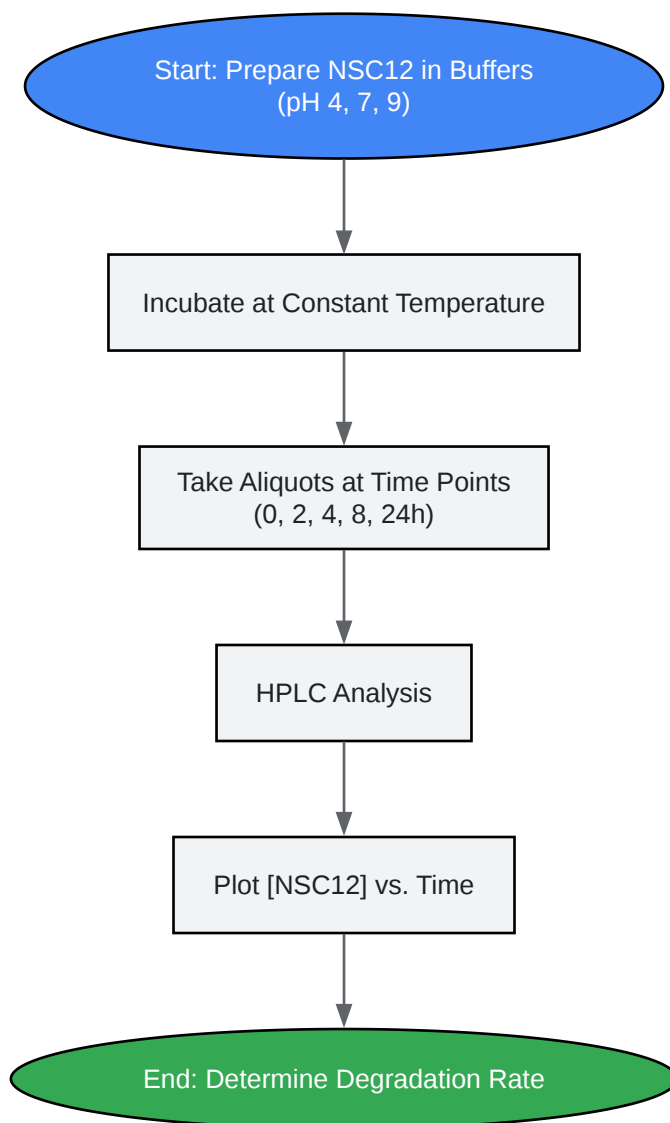 Start: Prepare NSC12 in Buffers
(pH 4, 7, 9)
Incubate at Constant Temperature
Take Aliquots at Time Points
(0, 2, 4, 8, 24h)
HPLC Analysis
Plot [NSC12] vs. Time
End: Determine Degradation Rate